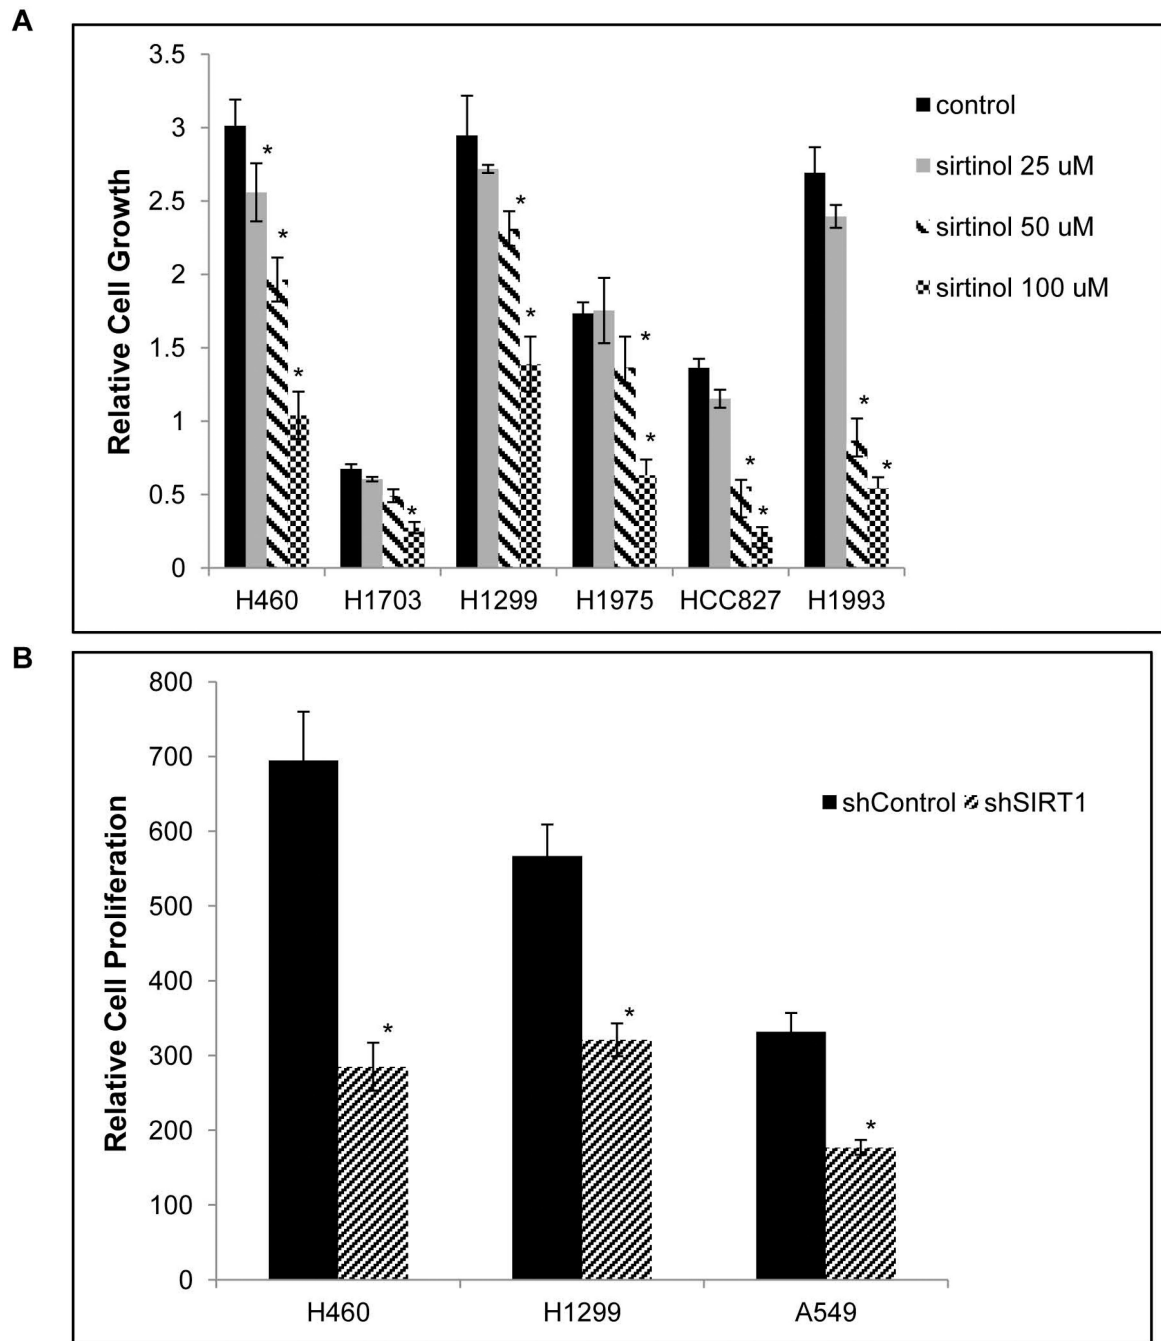 A
Relative Cell Growth
3.5
3
2.5
2
1.5
1
0.5
0
* * * * * * * * * * * * *
control
sirtinol 25 uM
sirtinol 50 uM
sirtinol 100 uM
H460 H1703 H1299 H1975 HCC827 H1993
B
Relative Cell Proliferation
800
700
600
500
400
300
200
100
0
* * *
shControl shSIRT1
H460 H1299 A549